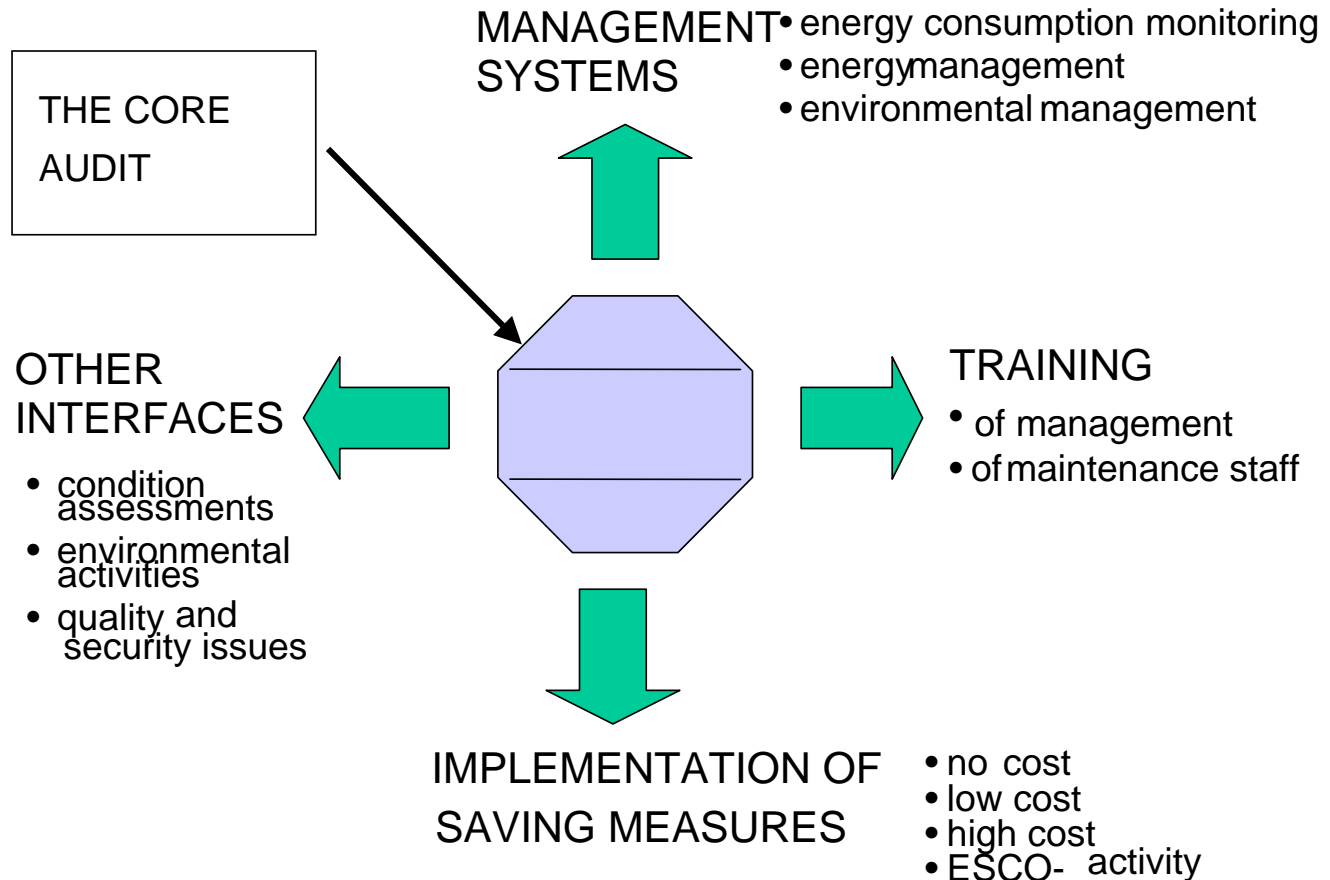 MANAGEMENT
SYSTEMS
• energy consumption monitoring
• energymanagement
• environmental management
THE CORE
AUDIT
OTHER
INTERFACES
• condition
assessments
• environmental
activities
• quality and
security issues
TRAINING
• of management
• of maintenance staff
IMPLEMENTATION OF
SAVING MEASURES
• no cost
• low cost
• high cost
• ESCO- activity